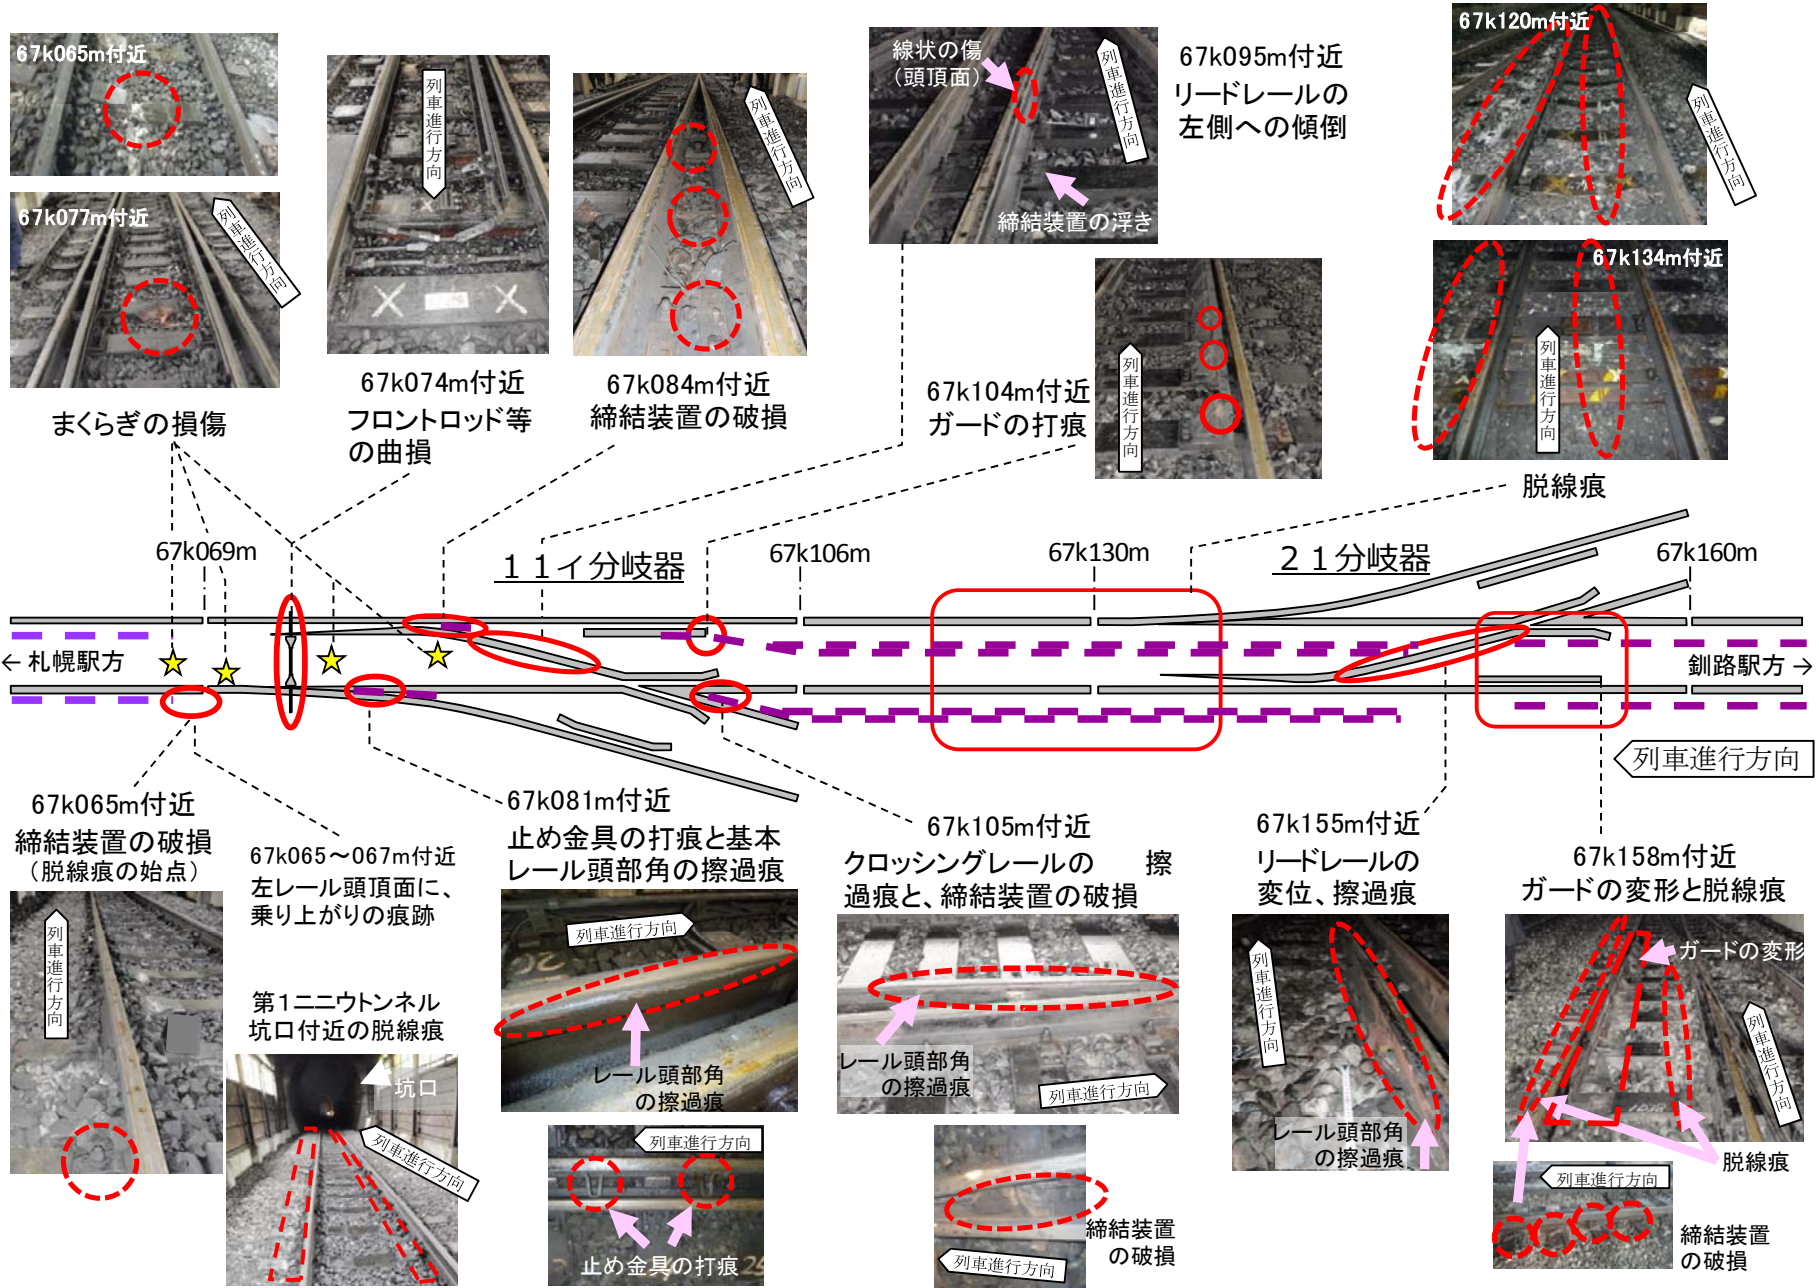 67k065m付近
列車進行方向
67k077m付近
まくらぎの損傷
列車進行方向
67k074m付近
フロントロッド等
の曲損
列車進行方向
67k084m付近
締結装置の破損
線状の傷
（頭頂面）
列車進行方向
締結装置の浮き
67k095m付近
リードレールの
左側への傾倒
67k104m付近
ガードの打痕
列車進行方向
67k120m付近
列車進行方向
67k134m付近
列車進行方向
脱線痕
67k069m
１１イ分岐器
67k106m
67k130m
２１分岐器
67k160m
← 札幌駅方
釧路駅方 →
列車進行方向
67k065m付近
締結装置の破損
（脱線痕の始点）
列車進行方向
67k065～067m付近
左レール頭頂面に、
乗り上がりの痕跡
第1ニニウトンネル
坑口付近の脱線痕
坑口
列車進行方向
67k081m付近
止め金具の打痕と基本
レール頭部角の擦過痕
列車進行方向
レール頭部角
の擦過痕
列車進行方向
止め金具の打痕
67k105m付近
クロッシングレールの　擦
過痕と、締結装置の破損
レール頭部角
の擦過痕
列車進行方向
締結装置
の破損
列車進行方向
67k155m付近
リードレールの
変位、擦過痕
列車進行方向
レール頭部角
の擦過痕
67k158m付近
ガードの変形と脱線痕
ガードの変形
列車進行方向
脱線痕
列車進行方向
締結装置
の破損